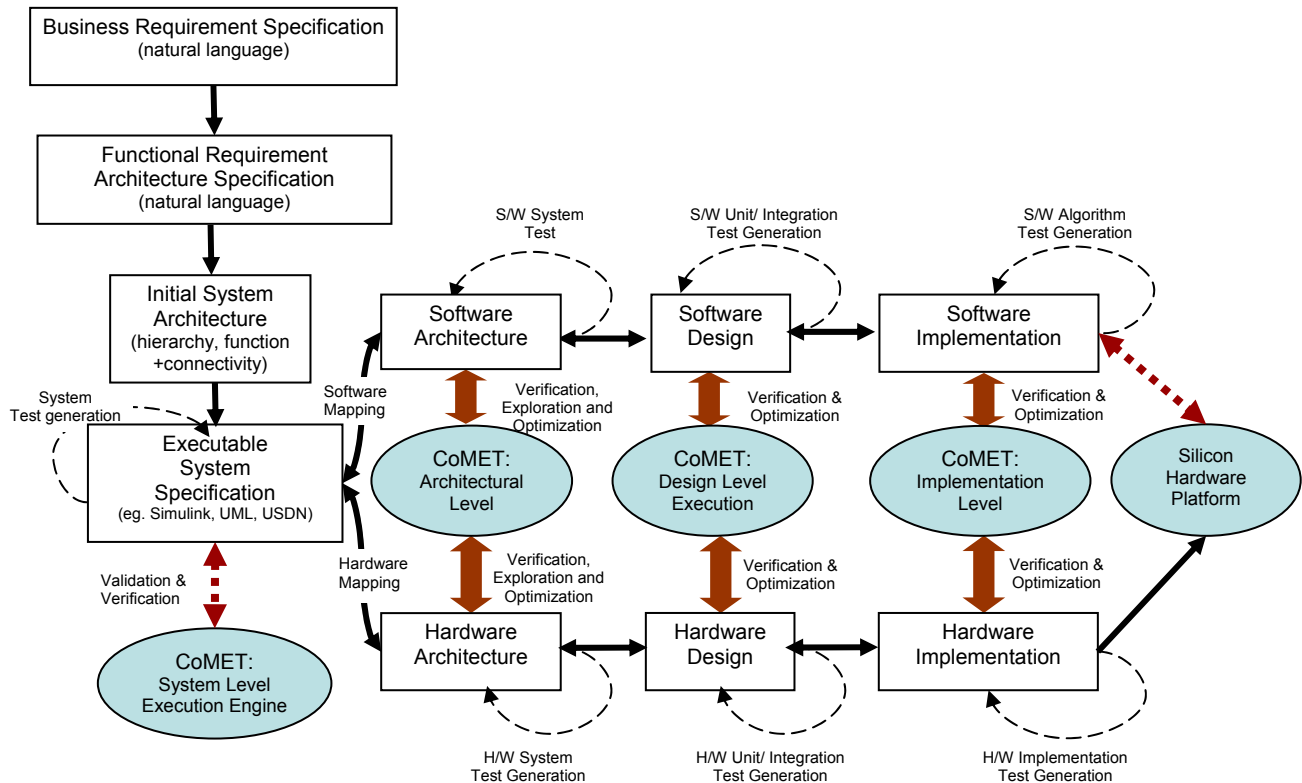 Business Requirement Specification
(natural language)
Functional Requirement
Architecture Specification
(natural language)
Initial System
Architecture
(hierarchy, function
+connectivity)
System
Test generation
Executable
System
Specification
(eg. Simulink, UML, USDN)
Validation &
Verification
CoMET:
System Level
Execution Engine
Software
Mapping
Hardware
Mapping
S/W System
Test
S/W Unit/ Integration
Test Generation
S/W Algorithm
Test Generation
Software
Architecture
Software
Design
Software
Implementation
Verification,
Exploration and
Optimization
Verification &
Optimization
Verification &
Optimization
CoMET:
Architectural
Level
CoMET:
Design Level
Execution
CoMET:
Implementation
Level
Silicon
Hardware
Platform
Verification,
Exploration and
Optimization
Verification &
Optimization
Verification &
Optimization
Hardware
Architecture
Hardware
Design
Hardware
Implementation
H/W System
Test Generation
H/W Unit/ Integration
Test Generation
H/W Implementation
Test Generation